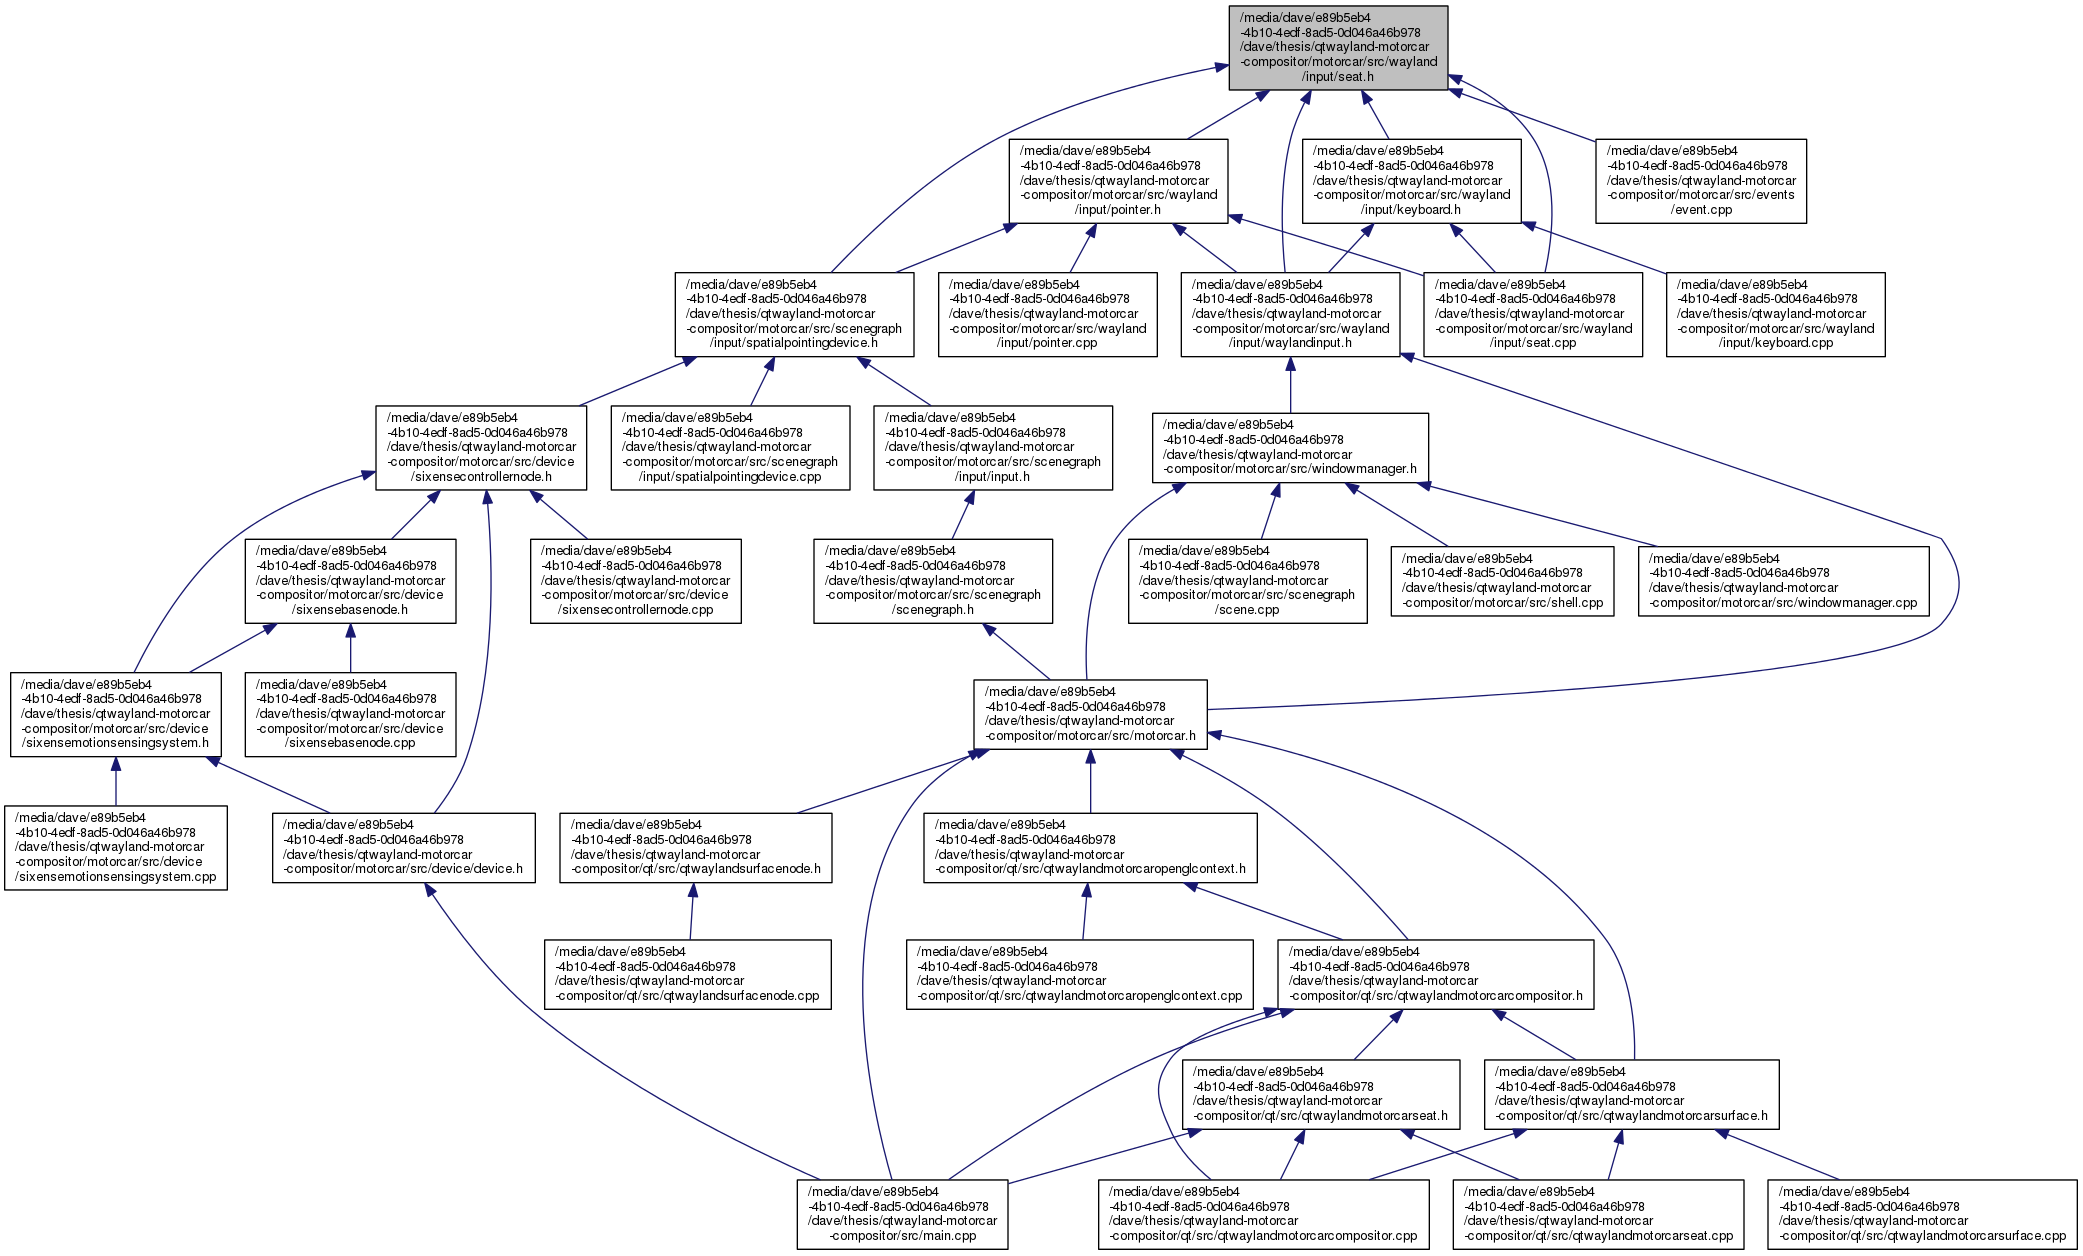 /media/dave/e89b5eb4
-4b10-4edf-8ad5-0d046a46b978
/dave/thesis/qtwayland-motorcar
-compositor/motorcar/src/wayland
/input/seat.h
/media/dave/e89b5eb4
-4b10-4edf-8ad5-0d046a46b978
/dave/thesis/qtwayland-motorcar
-compositor/motorcar/src/wayland
/input/pointer.h
/media/dave/e89b5eb4
-4b10-4edf-8ad5-0d046a46b978
/dave/thesis/qtwayland-motorcar
-compositor/motorcar/src/wayland
/input/keyboard.h
/media/dave/e89b5eb4
-4b10-4edf-8ad5-0d046a46b978
/dave/thesis/qtwayland-motorcar
-compositor/motorcar/src/events
/event.cpp
/media/dave/e89b5eb4
-4b10-4edf-8ad5-0d046a46b978
/dave/thesis/qtwayland-motorcar
-compositor/motorcar/src/scenegraph
/input/spatialpointingdevice.h
/media/dave/e89b5eb4
-4b10-4edf-8ad5-0d046a46b978
/dave/thesis/qtwayland-motorcar
-compositor/motorcar/src/wayland
/input/pointer.cpp
/media/dave/e89b5eb4
-4b10-4edf-8ad5-0d046a46b978
/dave/thesis/qtwayland-motorcar
-compositor/motorcar/src/wayland
/input/waylandinput.h
/media/dave/e89b5eb4
-4b10-4edf-8ad5-0d046a46b978
/dave/thesis/qtwayland-motorcar
-compositor/motorcar/src/wayland
/input/seat.cpp
/media/dave/e89b5eb4
-4b10-4edf-8ad5-0d046a46b978
/dave/thesis/qtwayland-motorcar
-compositor/motorcar/src/wayland
/input/keyboard.cpp
/media/dave/e89b5eb4
-4b10-4edf-8ad5-0d046a46b978
/dave/thesis/qtwayland-motorcar
-compositor/motorcar/src/device
/sixensecontrollernode.h
/media/dave/e89b5eb4
-4b10-4edf-8ad5-0d046a46b978
/dave/thesis/qtwayland-motorcar
-compositor/motorcar/src/scenegraph
/input/spatialpointingdevice.cpp
/media/dave/e89b5eb4
-4b10-4edf-8ad5-0d046a46b978
/dave/thesis/qtwayland-motorcar
-compositor/motorcar/src/scenegraph
/input/input.h
/media/dave/e89b5eb4
-4b10-4edf-8ad5-0d046a46b978
/dave/thesis/qtwayland-motorcar
-compositor/motorcar/src/windowmanager.h
/media/dave/e89b5eb4
-4b10-4edf-8ad5-0d046a46b978
/dave/thesis/qtwayland-motorcar
-compositor/motorcar/src/device
/sixensebasenode.h
/media/dave/e89b5eb4
-4b10-4edf-8ad5-0d046a46b978
/dave/thesis/qtwayland-motorcar
-compositor/motorcar/src/device
/sixensecontrollernode.cpp
/media/dave/e89b5eb4
-4b10-4edf-8ad5-0d046a46b978
/dave/thesis/qtwayland-motorcar
-compositor/motorcar/src/scenegraph
/scenegraph.h
/media/dave/e89b5eb4
-4b10-4edf-8ad5-0d046a46b978
/dave/thesis/qtwayland-motorcar
-compositor/motorcar/src/scenegraph
/scene.cpp
/media/dave/e89b5eb4
-4b10-4edf-8ad5-0d046a46b978
/dave/thesis/qtwayland-motorcar
-compositor/motorcar/src/shell.cpp
/media/dave/e89b5eb4
-4b10-4edf-8ad5-0d046a46b978
/dave/thesis/qtwayland-motorcar
-compositor/motorcar/src/windowmanager.cpp
/media/dave/e89b5eb4
-4b10-4edf-8ad5-0d046a46b978
/dave/thesis/qtwayland-motorcar
-compositor/motorcar/src/device
/sixensemotionsensingsystem.h
/media/dave/e89b5eb4
-4b10-4edf-8ad5-0d046a46b978
/dave/thesis/qtwayland-motorcar
-compositor/motorcar/src/device
/sixensebasenode.cpp
/media/dave/e89b5eb4
-4b10-4edf-8ad5-0d046a46b978
/dave/thesis/qtwayland-motorcar
-compositor/motorcar/src/motorcar.h
/media/dave/e89b5eb4
-4b10-4edf-8ad5-0d046a46b978
/dave/thesis/qtwayland-motorcar
-compositor/motorcar/src/device
/sixensemotionsensingsystem.cpp
/media/dave/e89b5eb4
-4b10-4edf-8ad5-0d046a46b978
/dave/thesis/qtwayland-motorcar
-compositor/motorcar/src/device/device.h
/media/dave/e89b5eb4
-4b10-4edf-8ad5-0d046a46b978
/dave/thesis/qtwayland-motorcar
-compositor/qt/src/qtwaylandsurfacenode.h
/media/dave/e89b5eb4
-4b10-4edf-8ad5-0d046a46b978
/dave/thesis/qtwayland-motorcar
-compositor/qt/src/qtwaylandmotorcaropenglcontext.h
/media/dave/e89b5eb4
-4b10-4edf-8ad5-0d046a46b978
/dave/thesis/qtwayland-motorcar
-compositor/qt/src/qtwaylandsurfacenode.cpp
/media/dave/e89b5eb4
-4b10-4edf-8ad5-0d046a46b978
/dave/thesis/qtwayland-motorcar
-compositor/qt/src/qtwaylandmotorcaropenglcontext.cpp
/media/dave/e89b5eb4
-4b10-4edf-8ad5-0d046a46b978
/dave/thesis/qtwayland-motorcar
-compositor/qt/src/qtwaylandmotorcarcompositor.h
/media/dave/e89b5eb4
-4b10-4edf-8ad5-0d046a46b978
/dave/thesis/qtwayland-motorcar
-compositor/qt/src/qtwaylandmotorcarseat.h
/media/dave/e89b5eb4
-4b10-4edf-8ad5-0d046a46b978
/dave/thesis/qtwayland-motorcar
-compositor/qt/src/qtwaylandmotorcarsurface.h
/media/dave/e89b5eb4
-4b10-4edf-8ad5-0d046a46b978
/dave/thesis/qtwayland-motorcar
-compositor/src/main.cpp
/media/dave/e89b5eb4
-4b10-4edf-8ad5-0d046a46b978
/dave/thesis/qtwayland-motorcar
-compositor/qt/src/qtwaylandmotorcarcompositor.cpp
/media/dave/e89b5eb4
-4b10-4edf-8ad5-0d046a46b978
/dave/thesis/qtwayland-motorcar
-compositor/qt/src/qtwaylandmotorcarseat.cpp
/media/dave/e89b5eb4
-4b10-4edf-8ad5-0d046a46b978
/dave/thesis/qtwayland-motorcar
-compositor/qt/src/qtwaylandmotorcarsurface.cpp